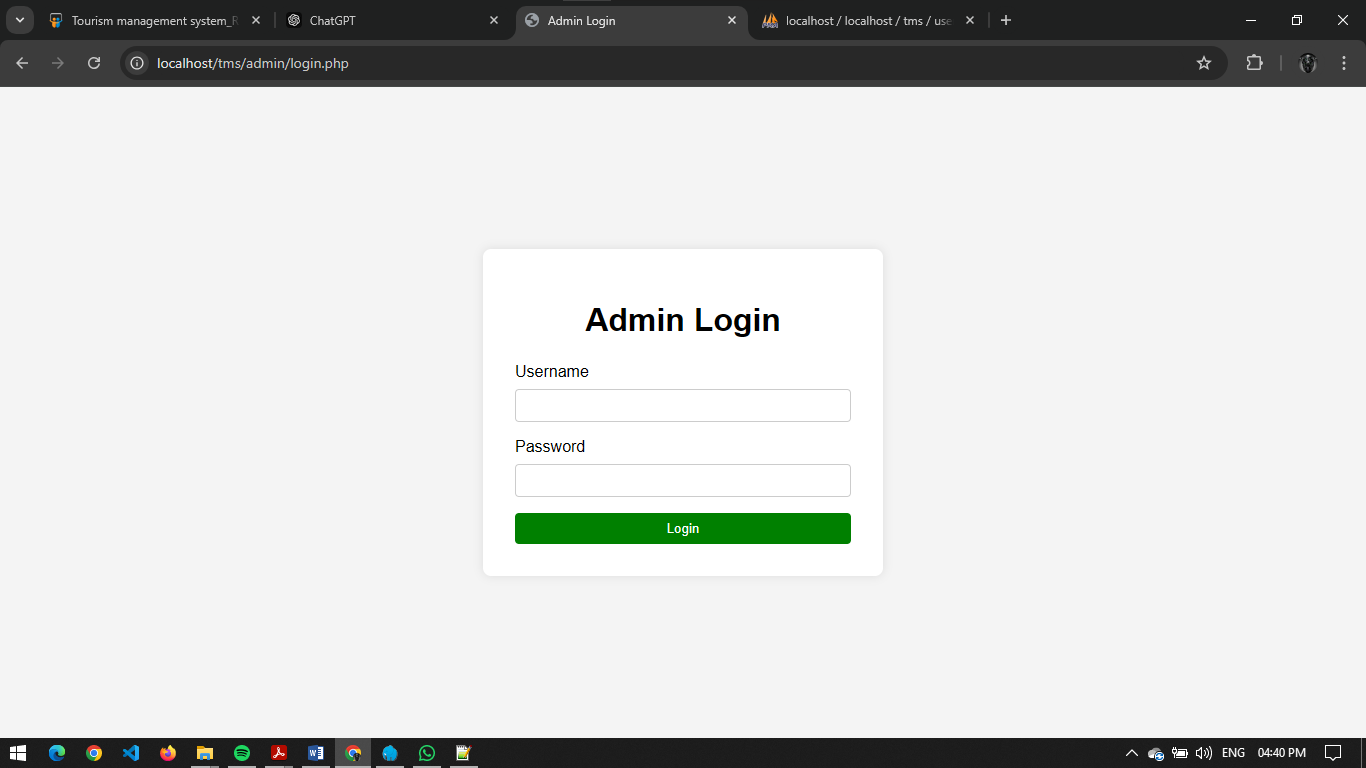 Tourism management system_R
ChatGPT
Admin Login
localhost / localhost / tms / use
localhost/tms/admin/login.php
Admin Login
Username
Password
Login
ENG
04:40 PM